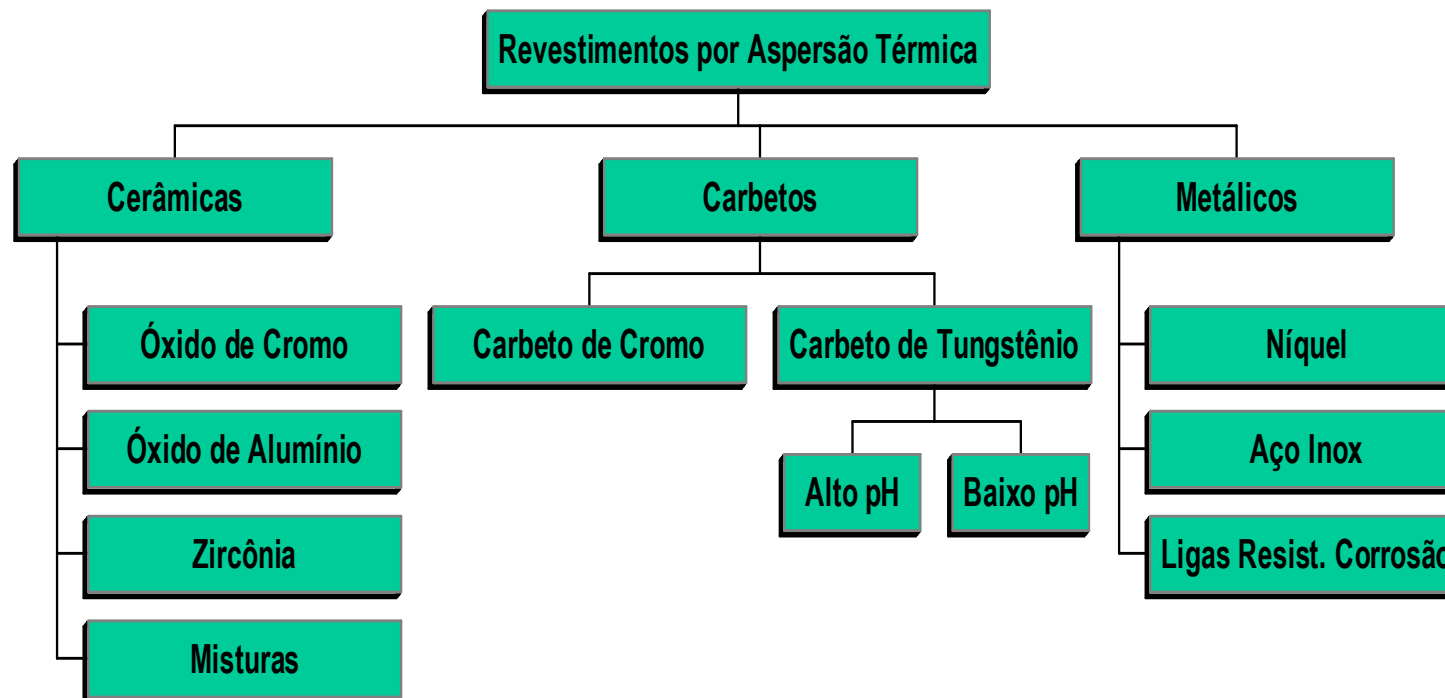 Revestimentos por Aspersão Térmica
Cerâmicas
Carbetos
Metálicos
Óxido de Cromo
Carbeto de Cromo
Carbeto de Tungstênio
Níquel
Óxido de Alumínio
Alto pH
Baixo pH
Aço Inox
Zircônia
Ligas Resist. Corrosão
Misturas